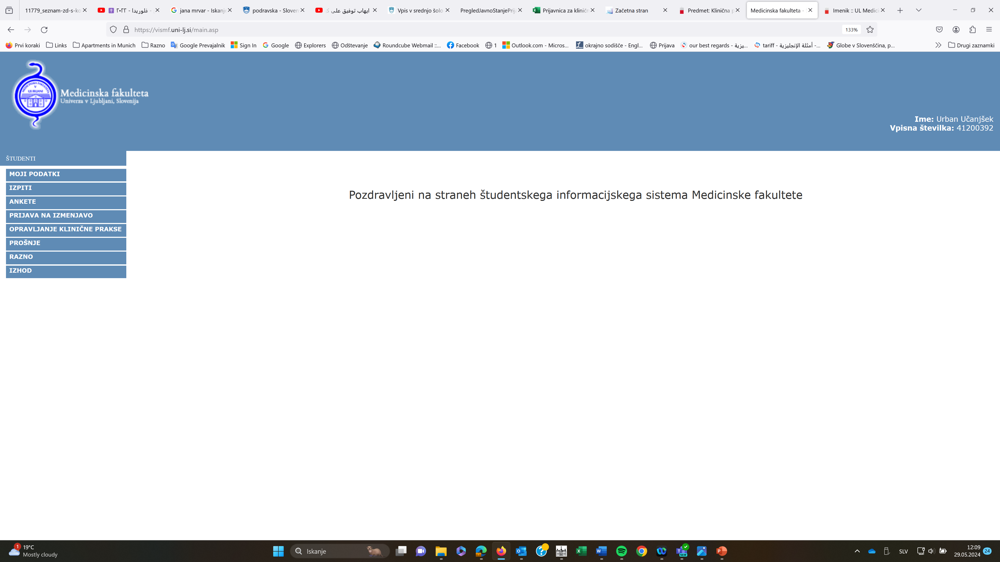 11779_seznam-zd-s-ko
فلوريدا - ٢٠٢٢
jana mrvar - Iskanje
podravska - Sloven
ايهاب توفيق على
Vpis v srednjo šolo
PregledJavnoStanjePrija
Prijavnica za kliničn
Začetna stran
Predmet: Klinična p
Medicinska fakulteta -
Imenik :: UL Medicin
https://vismf.uni-lj.si/main.asp
133%
Prvi koraki
Links
Apartments in Munich
Razno
Google Prevajalnik
Sign In
Google
Explorers
Odštevanje
Roundcube Webmail ::...
Facebook
1
Outlook.com - Micros...
okrajno sodišče - Engl...
Prijava
our best regards - يزية...
tariff - أمثلة الإنجليزية -...
Globe v Slovenščina, p...
Drugi zaznamki
MEDICINSKA FAKULTETA
V
LJUBLJANI
Medicinska fakulteta
Univerza v Ljubljani, Slovenija
Ime: Urban Učanjšek
Vpisna številka: 41200392
ŠTUDENTI
MOJI PODATKI
IZPITI
ANKETE
PRIJAVA NA IZMENJAVO
OPRAVLJANJE KLINIČNE PRAKSE
PROŠNJE
RAZNO
IZHOD
Pozdravljeni na straneh študentskega informacijskega sistema Medicinske fakultete
1
19°C
Mostly cloudy
Iskanje
NEW
SLV
12:09
29.05.2024
24